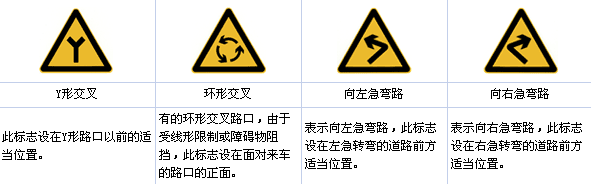 Y形交叉
环形交叉
向左急弯路
向右急弯路
此标志设在Y形路口以前的适
当位置。
有的环形交叉路口，由于
受线形限制或障碍物阻
挡，此标志设在面对来车
的路口的正面。
表示向左急弯路，此标志
设在左急转弯的道路前方
适当位置。
表示向右急弯路，此标志
设在右急转弯的道路前方
适当位置。